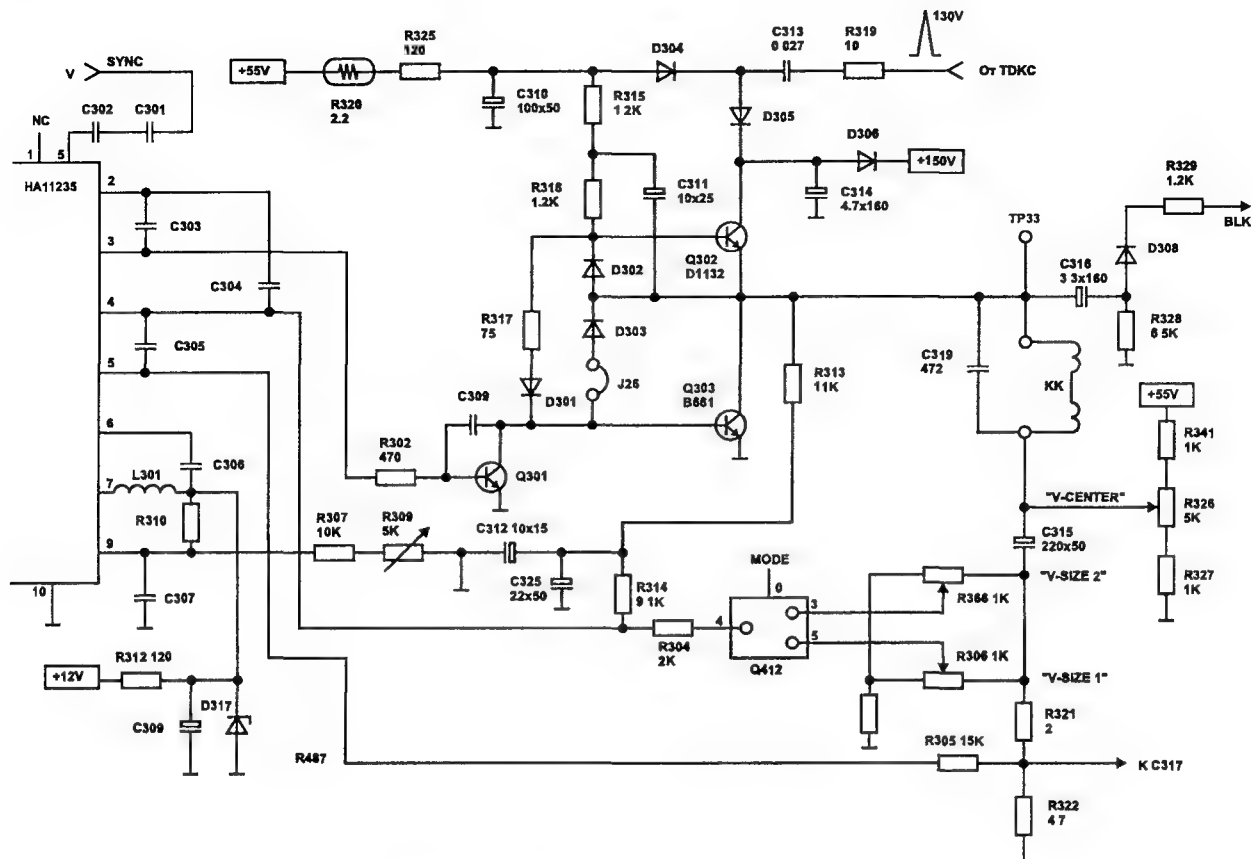 130V
C313
0 027
R319
10
R325
120
D304
SYNC
V
+55V
От TDKC
C302
C301
R320
2.2
C310
100x50
R315
1 2K
D305
NC
D306
1
5
HA11235
2
R318
1.2K
C311
10x25
C314
4.7x160
+150V
R329
1.2K
BLK
TP33
C303
3
Q302
D1132
D308
D302
C316
3 3x160
C304
4
R317
75
D303
R328
6 5K
C305
C319
472
5
J26
R313
11K
KK
Q303
B661
+55V
C309
D301
6
R341
1K
R302
470
C306
L301
Q301
7
"V-CENTER"
R326
5K
R310
R307
10K
R309
5K
C312 10x15
C315
220x50
9
MODE
"V-SIZE 2"
C325
22x50
R327
1K
10
C307
R314
9 1K
0
3
R366 1K
4
5
R304
2K
R306 1K
Q412
R312 120
+12V
"V-SIZE 1"
D317
C309
R321
2
R487
R305 15K
K C317
R322
4 7